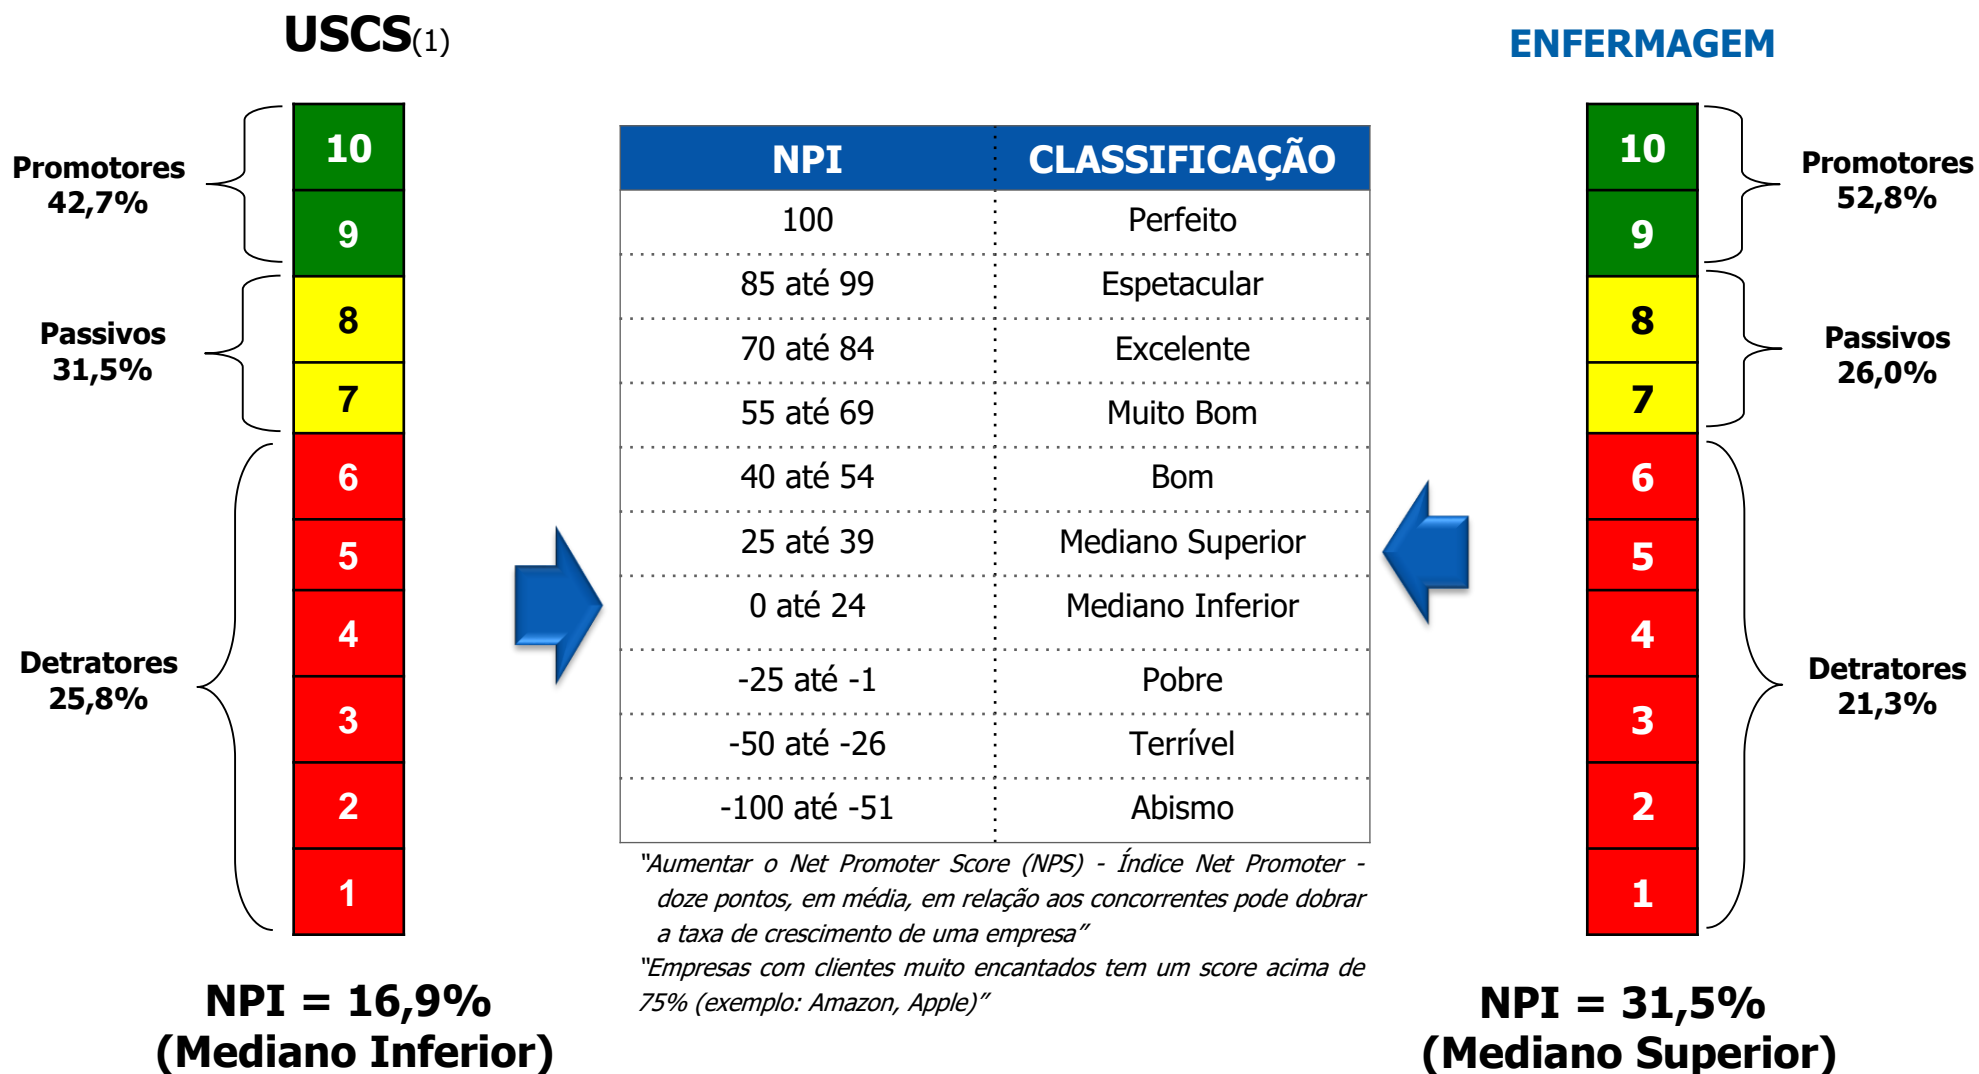 USCS(1)
10
9
8
7
6
5
4
3
2
1
Promotores
42,7%
Passivos
31,5%
Detratores
25,8%
NPI = 16,9%
(Mediano Inferior)
NPI CLASSIFICAÇÃO
100 Perfeito
85 até 99 Espetacular
70 até 84 Excelente
55 até 69 Muito Bom
40 até 54 Bom
25 até 39 Mediano Superior
0 até 24 Mediano Inferior
-25 até -1 Pobre
-50 até -26 Terrível
-100 até -51 Abismo
“Aumentar o Net Promoter Score (NPS) - Índice Net Promoter -
doze pontos, em média, em relação aos concorrentes pode dobrar
a taxa de crescimento de uma empresa”
“Empresas com clientes muito encantados tem um score acima de
75% (exemplo: Amazon, Apple)”
ENFERMAGEM
10
9
8
7
6
5
4
3
2
1
Promotores
52,8%
Passivos
26,0%
Detratores
21,3%
NPI = 31,5%
(Mediano Superior)